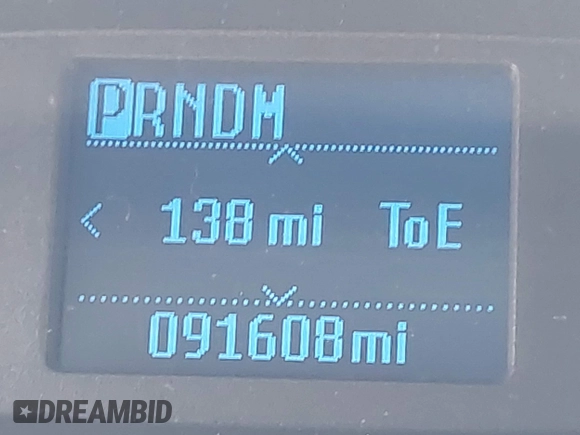 PRNDM
< 138 mi ToE
091608mi
DREAMBID